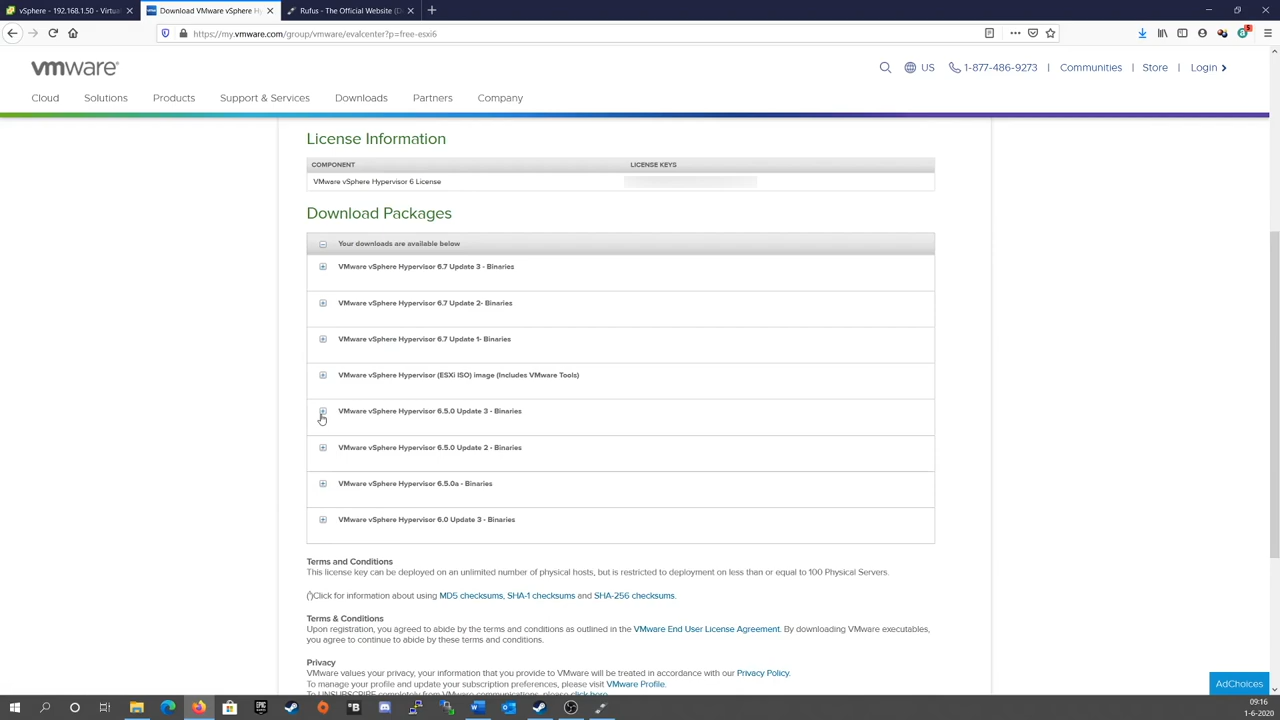 vSphere - 192.168.1.50 - Virtual
Download VMware vSphere Hy
Rufus - The Official Website (Do
https://my.vmware.com/group/vmware/evalcenter?p=free-esxi6
vmware
US
1-877-486-9273
Communities
Store
Login
Cloud
Solutions
Products
Support & Services
Downloads
Partners
Company
License Information
COMPONENT
LICENSE KEYS
VMware vSphere Hypervisor 6 License
Download Packages
Your downloads are available below
VMware vSphere Hypervisor 6.7 Update 3 - Binaries
VMware vSphere Hypervisor 6.7 Update 2- Binaries
VMware vSphere Hypervisor 6.7 Update 1- Binaries
VMware vSphere Hypervisor (ESXi ISO) image (Includes VMware Tools)
VMware vSphere Hypervisor 6.5.0 Update 3 - Binaries
VMware vSphere Hypervisor 6.5.0 Update 2 - Binaries
VMware vSphere Hypervisor 6.5.0a - Binaries
VMware vSphere Hypervisor 6.0 Update 3 - Binaries
Terms and Conditions
This license key can be deployed on an unlimited number of physical hosts, but is restricted to deployment on less than or equal to 100 Physical Servers.
Click for information about using MD5 checksums, SHA-1 checksums and SHA-256 checksums.
Terms & Conditions
Upon registration, you agreed to abide by the terms and conditions as outlined in the VMware End User License Agreement. By downloading VMware executables,
you agree to continue to abide by these terms and conditions.
Privacy
VMware values your privacy, your information that you provide to VMware will be treated in accordance with our Privacy Policy.
To manage your profile and update your subscription preferences, please visit VMware Profile.
To UNSUBSCRIBE completely from VMware communications, please click here.
AdChoices
09:16
1-6-2020